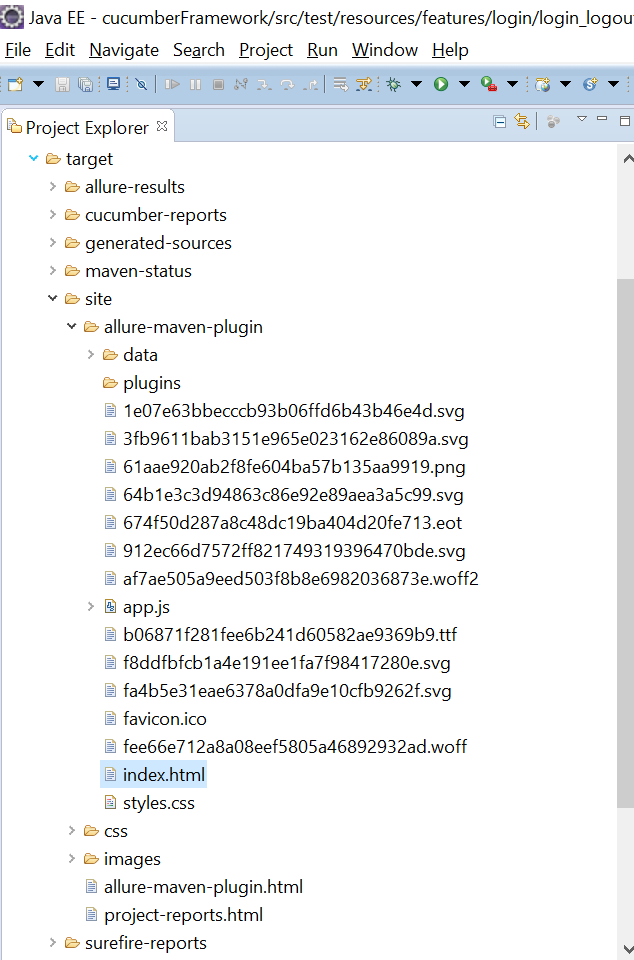 Java EE - cucumberFramework/src/test/resources/features/login/login_logou
File Edit Navigate Search Project Run Window Help
Project Explorer
target
allure-results
cucumber-reports
generated-sources
maven-status
site
allure-maven-plugin
data
plugins
1e07e63bbecccb93b06ffd6b43b46e4d.svg
3fb9611bab3151e965e023162e86089a.svg
61aae920ab2f8fe604ba57b135aa9919.png
64b1e3c3d94863c86e92e89aea3a5c99.svg
674f50d287a8c48dc19ba404d20fe713.eot
912ec66d7572ff821749319396470bde.svg
af7ae505a9eed503f8b8e6982036873e.woff2
app.js
b06871f281fee6b241d60582ae9369b9.ttf
f8ddfbfcb1a4e191ee1fa7f98417280e.svg
fa4b5e31eae6378a0dfa9e10cfb9262f.svg
favicon.ico
fee66e712a8a08eef5805a46892932ad.woff
index.html
styles.css
css
images
allure-maven-plugin.html
project-reports.html
surefire-reports